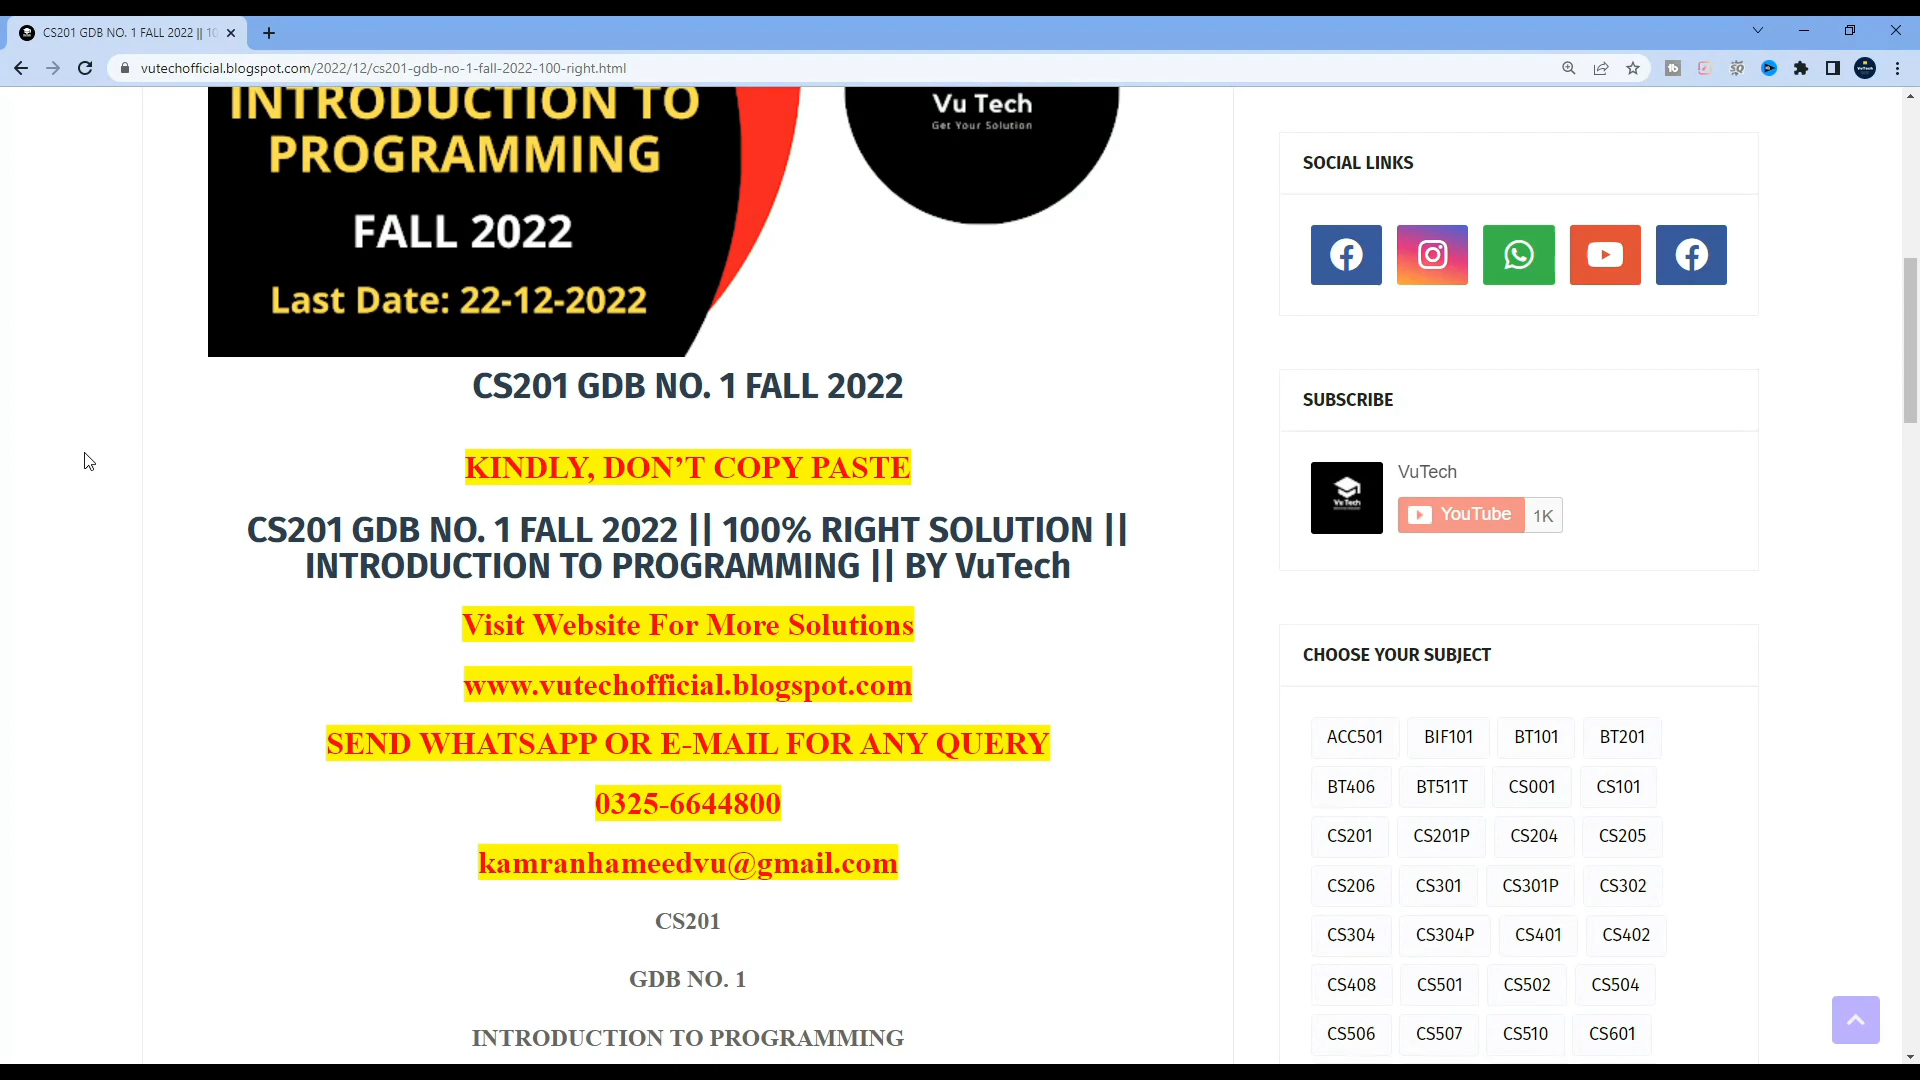 CS201 GDB NO. 1 FALL 2022 || 10
vutechofficial.blogspot.com/2022/12/cs201-gdb-no-1-fall-2022-100-right.html
INTRODUCTION TO
PROGRAMMING
FALL 2022
Last Date: 22-12-2022
Vu Tech
Get Your Solution
CS201 GDB NO. 1 FALL 2022
KINDLY, DON’T COPY PASTE
CS201 GDB NO. 1 FALL 2022 || 100% RIGHT SOLUTION ||
INTRODUCTION TO PROGRAMMING || BY VuTech
Visit Website For More Solutions
www.vutechofficial.blogspot.com
SEND WHATSAPP OR E-MAIL FOR ANY QUERY
0325-6644800
kamranhameedvu@gmail.com
CS201
GDB NO. 1
INTRODUCTION TO PROGRAMMING
SOCIAL LINKS
SUBSCRIBE
Vu Tech
VuTech
YouTube 1K
CHOOSE YOUR SUBJECT
ACC501 BIF101 BT101 BT201
BT406 BT511T CS001 CS101
CS201 CS201P CS204 CS205
CS206 CS301 CS301P CS302
CS304 CS304P CS401 CS402
CS408 CS501 CS502 CS504
CS506 CS507 CS510 CS601